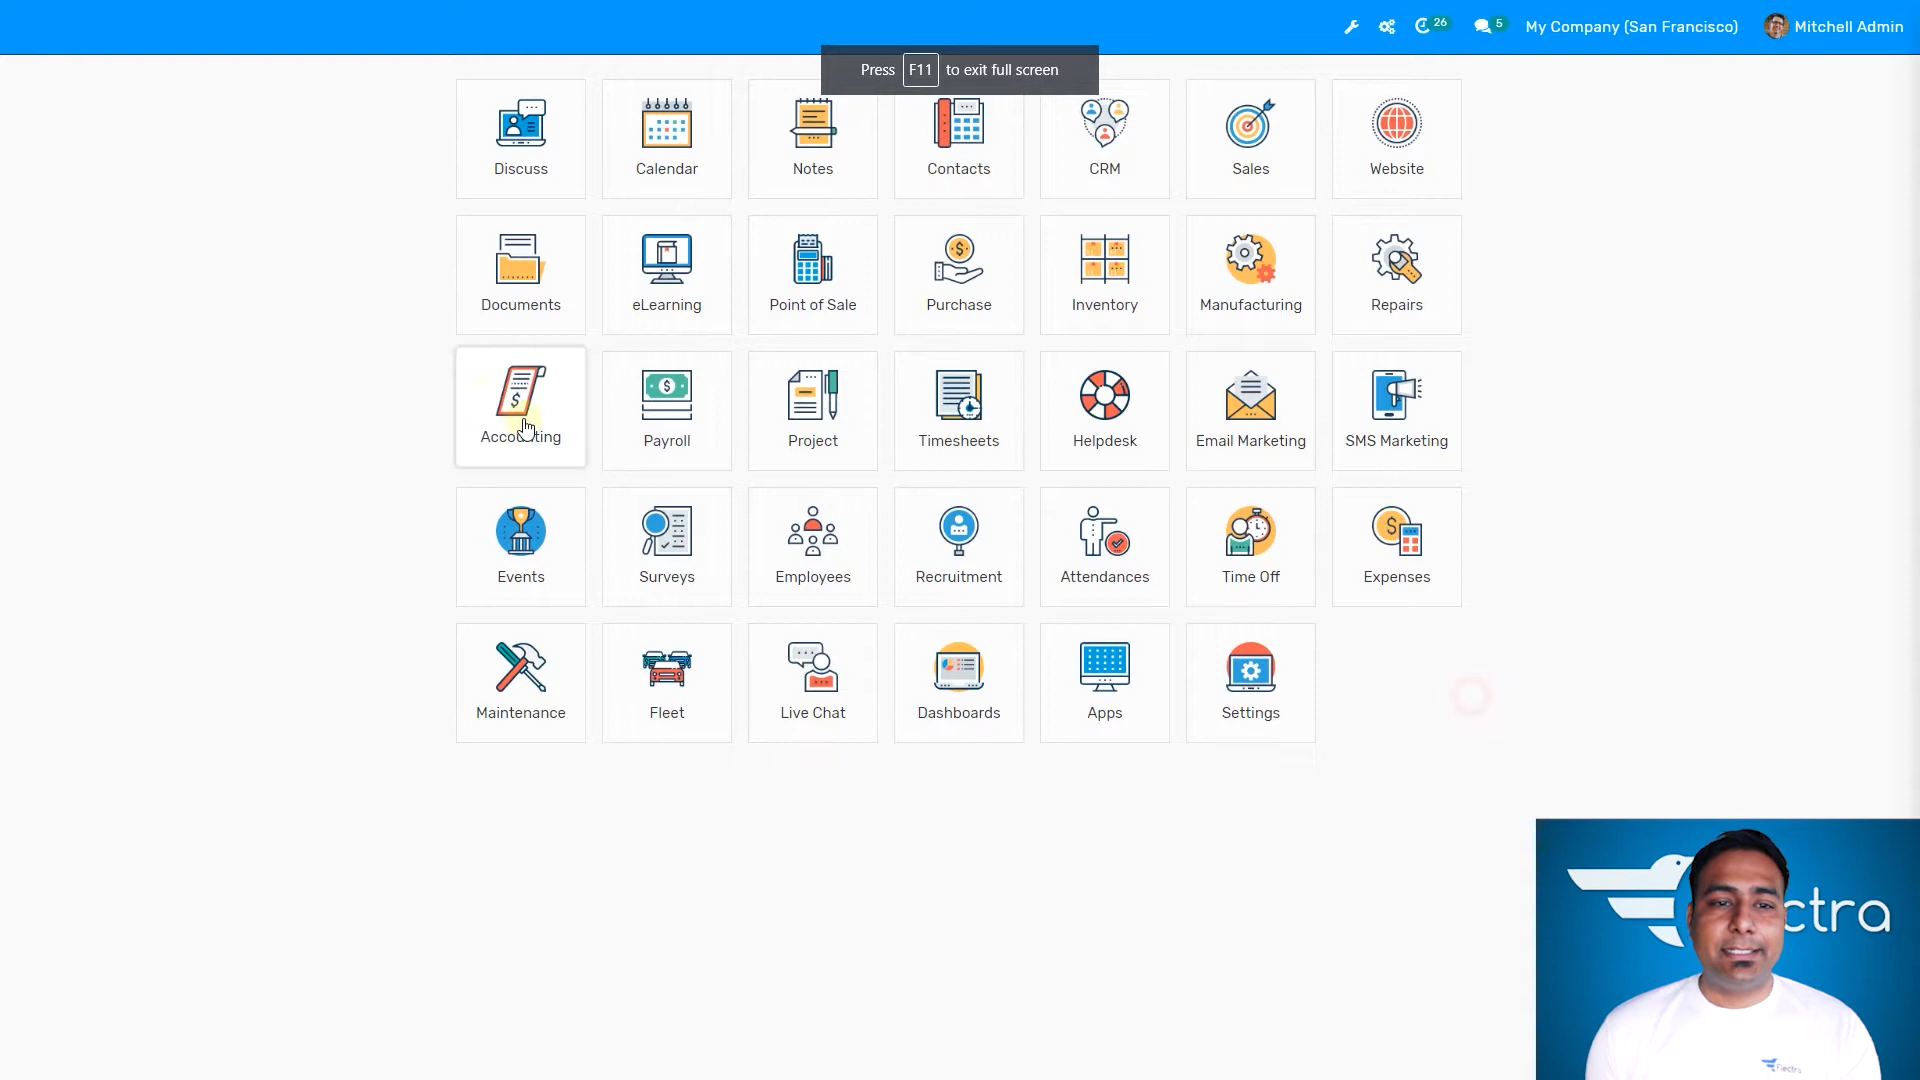 26
5
My Company (San Francisco)
Mitchell Admin
Press F11 to exit full screen
Discuss
Calendar
Notes
Contacts
CRM
Sales
Website
Documents
eLearning
Point of Sale
Purchase
Inventory
Manufacturing
Repairs
Accounting
Payroll
Project
Timesheets
Helpdesk
Email Marketing
SMS Marketing
Events
Surveys
Employees
Recruitment
Attendances
Time Off
Expenses
Maintenance
Fleet
Live Chat
Dashboards
Apps
Settings
ectra
Flectra